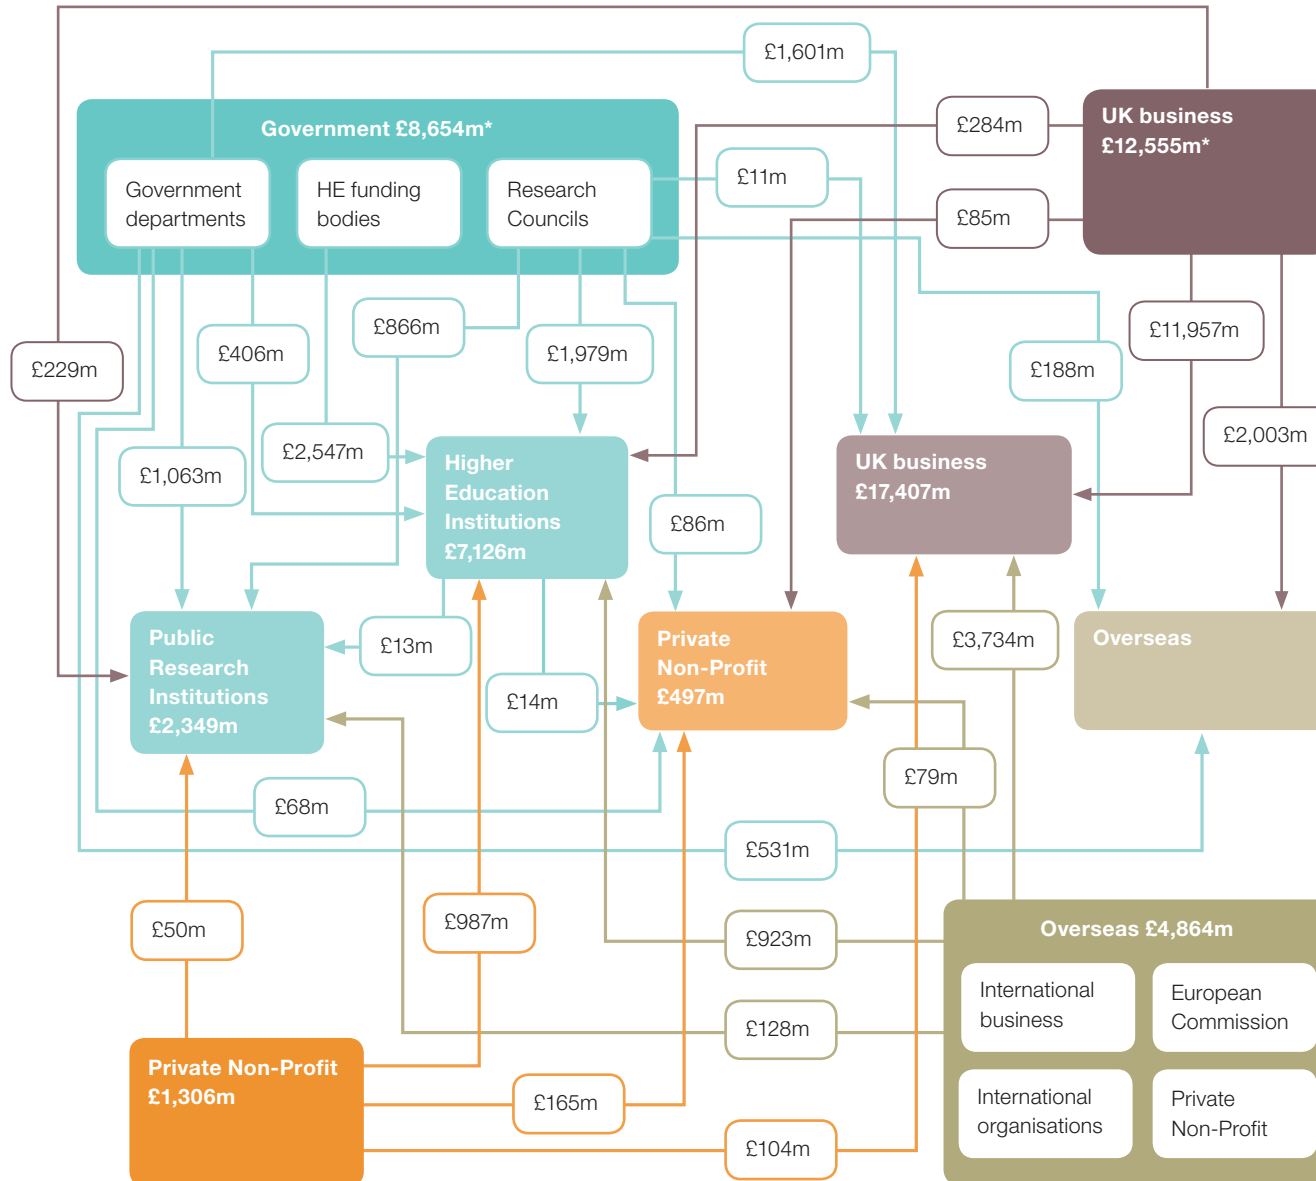 £1,601m
Government £8,654m*
UK business
£12,555m*
£284m
Government
departments
HE funding
bodies
Research
Councils
£11m
£85m
£866m
£11,957m
£229m
£406m
£1,979m
£188m
£2,547m
£2,003m
£1,063m
Higher
Education
Institutions
£7,126m
UK business
£17,407m
£86m
Public
Research
Institutions
£2,349m
£13m
Private
Non-Profit
£497m
£3,734m
Overseas
£14m
£79m
£68m
£531m
£50m
£987m
£923m
Overseas £4,864m
International
business
European
Commission
£128m
Private Non-Profit
£1,306m
£165m
International
organisations
Private
Non-Profit
£104m